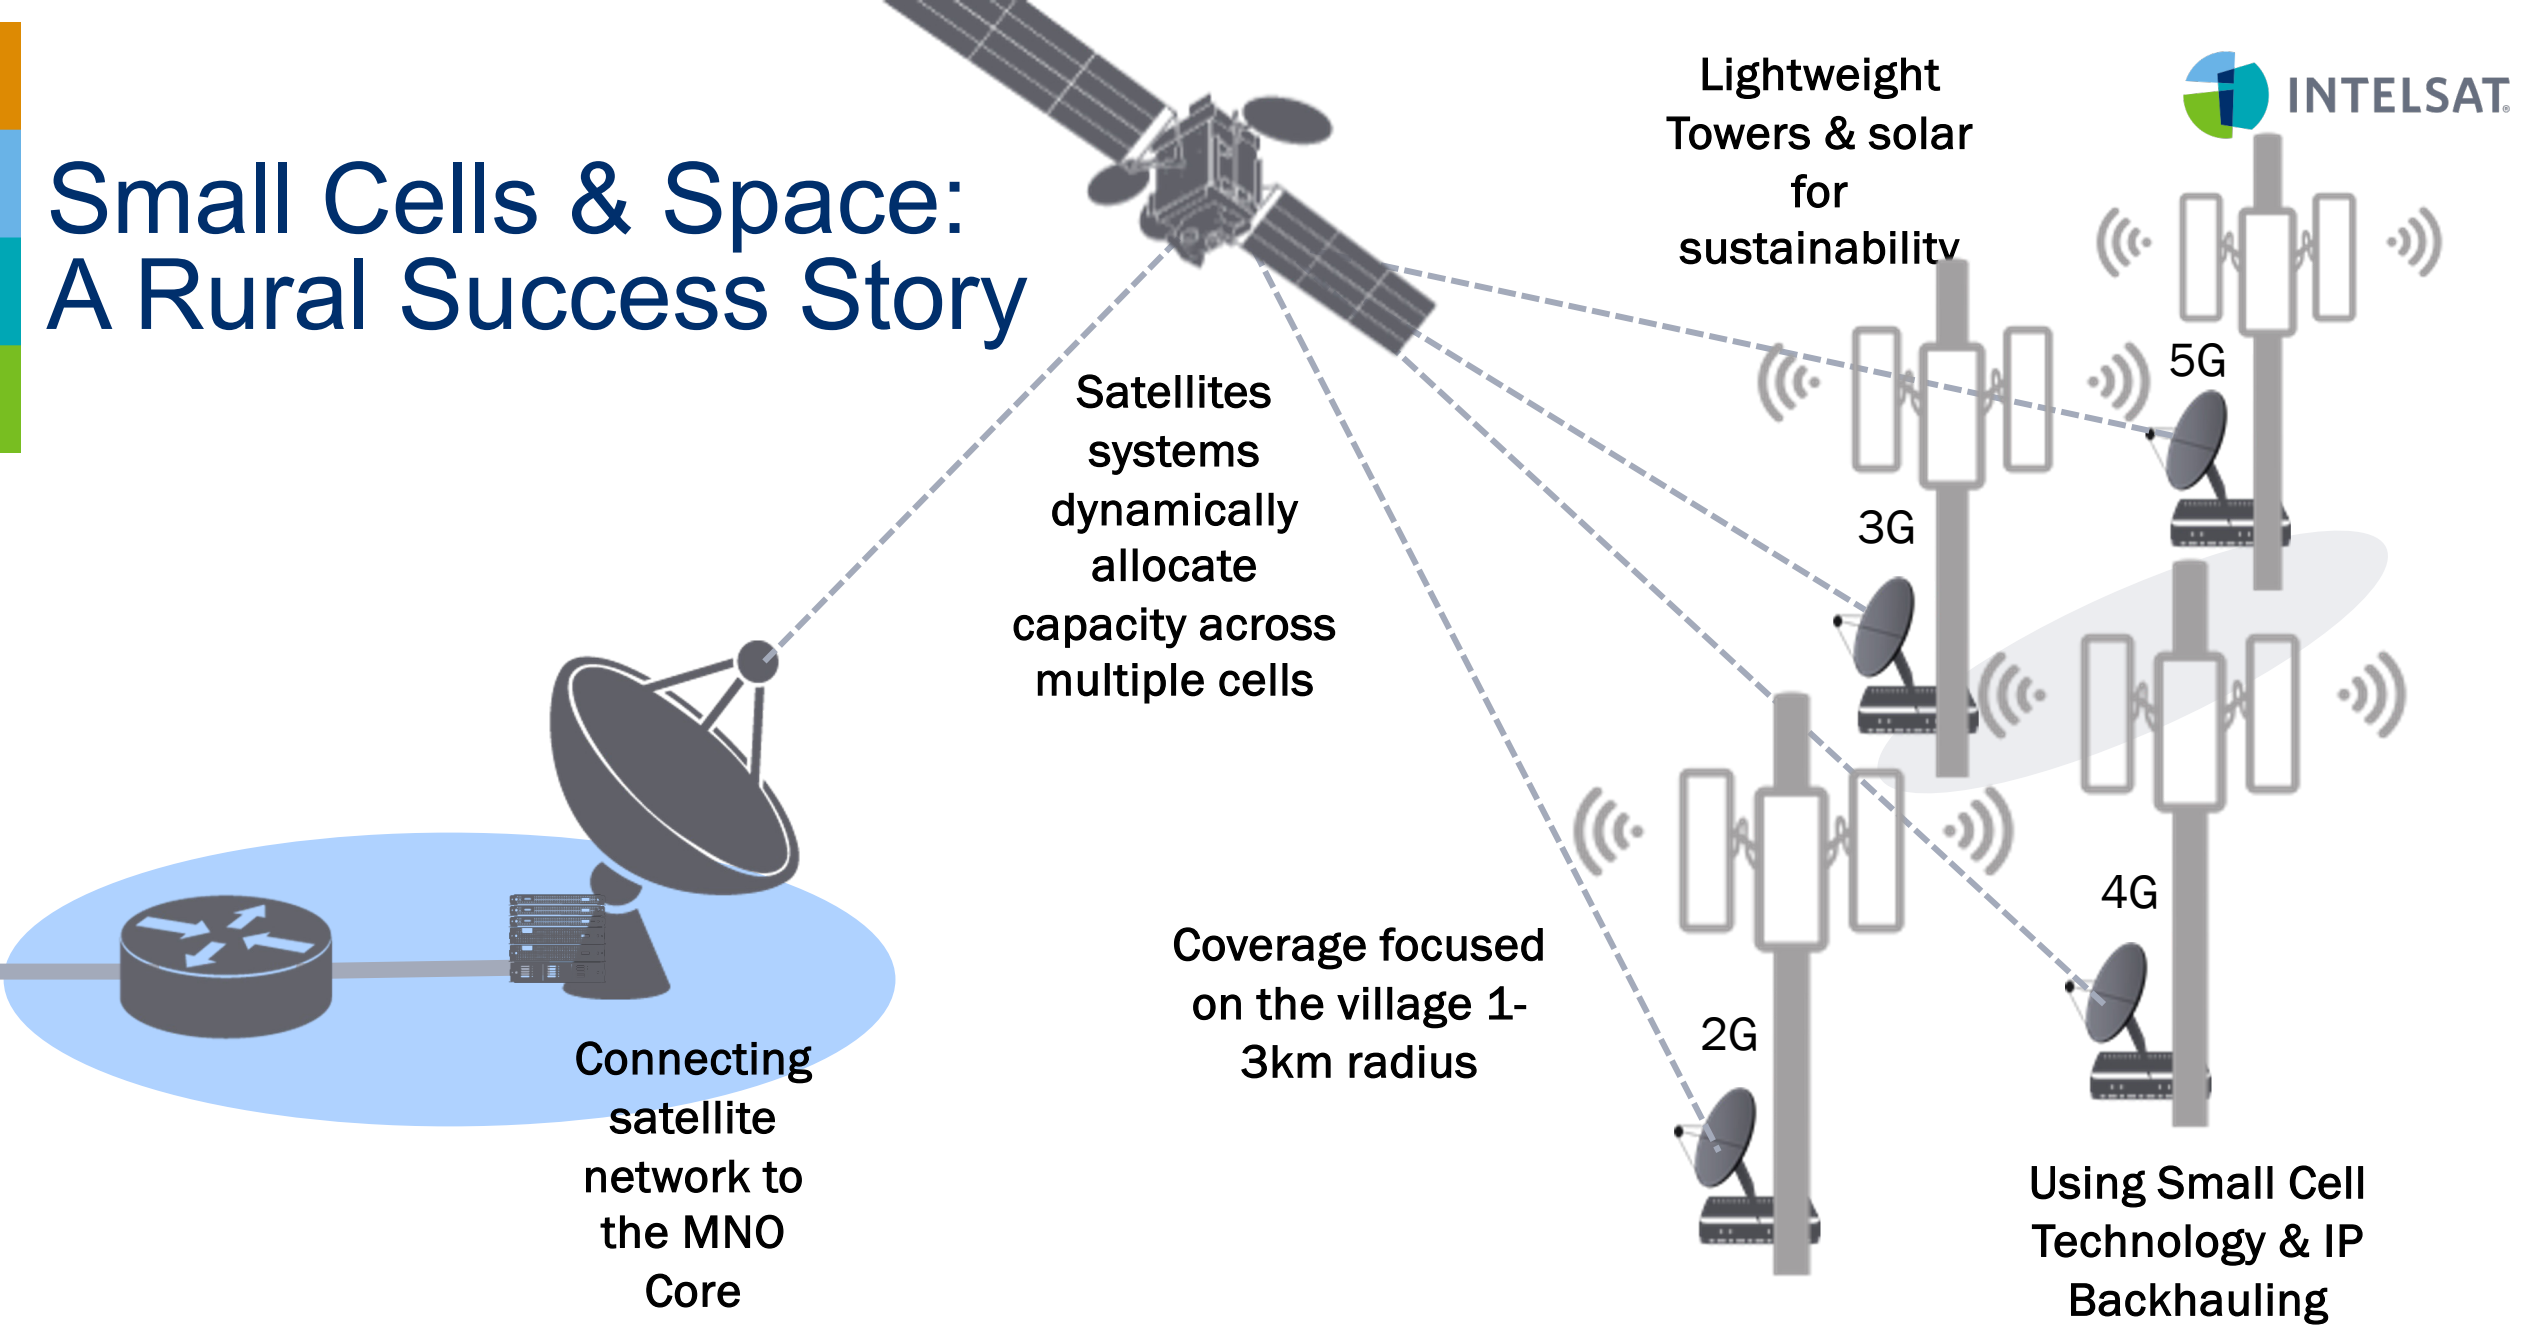 Small Cells & Space:
A Rural Success Story
Lightweight
Towers & solar
for
sustainability
INTELSAT®
Satellites
systems
dynamically
allocate
capacity across
multiple cells
5G
3G
4G
2G
Coverage focused
on the village 1-
3km radius
Connecting
satellite
network to
the MNO
Core
Using Small Cell
Technology & IP
Backhauling